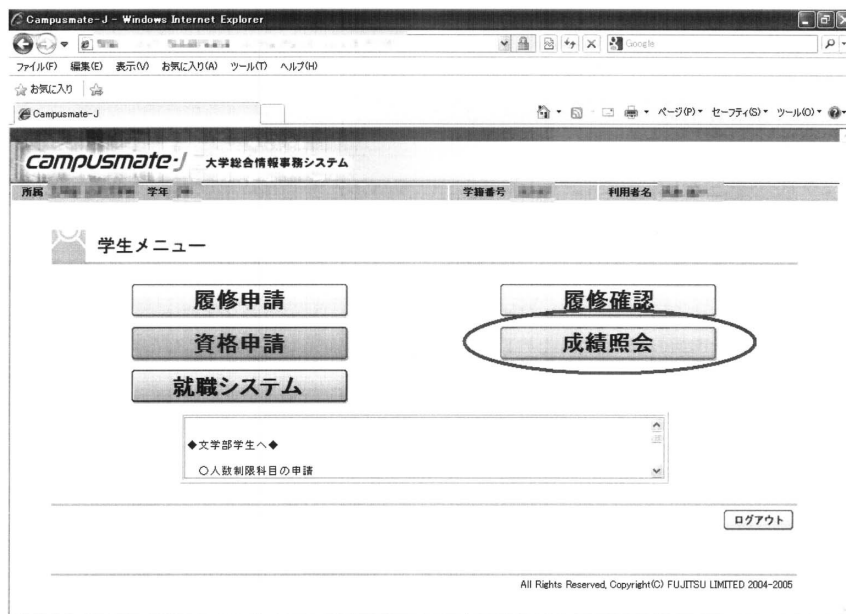 Campusmate-J - Windows Internet Explorer
Google
ファイル(F) 編集(E) 表示(V) お気に入り(A) ツール(T) ヘルプ(H)
お気に入り
Campusmate-J
ページ(P) セーフティ(S) ツール(O)
campusmate-J 大学総合情報事務システム
所属 学年 学籍番号 利用者名
学生メニュー
履修申請 履修確認
資格申請 成績照会
就職システム
◆文学部学生へ◆
○人数制限科目の申請
ログアウト
All Rights Reserved, Copyright(C) FUJITSU LIMITED 2004-2005